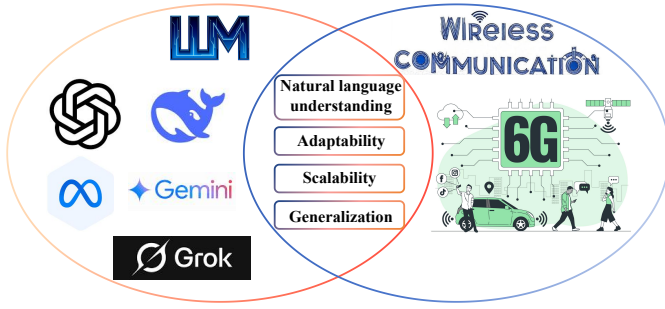 LLM
WIRELESS
COMMUNICATION
Natural language
understanding
Adaptability
Scalability
Generalization
Gemini
Grok
6G